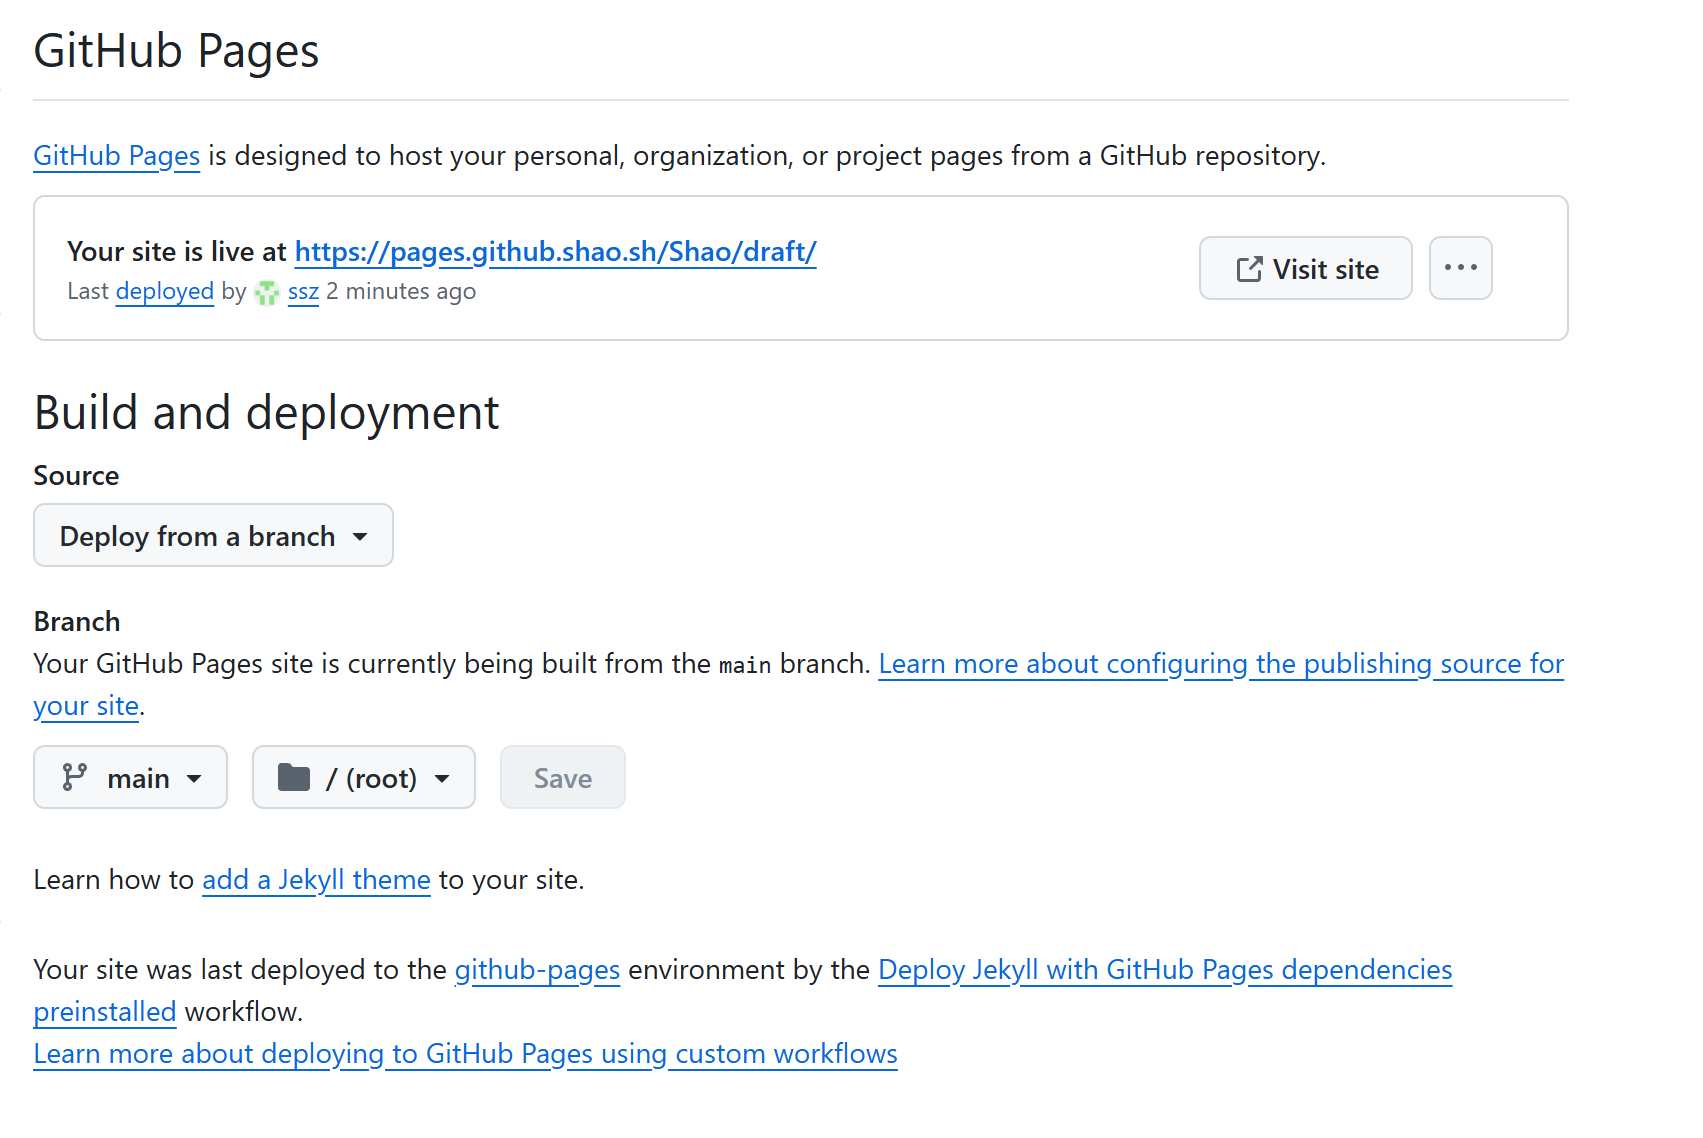 GitHub Pages
GitHub Pages is designed to host your personal, organization, or project pages from a GitHub repository.
Your site is live at https://pages.github.shao.sh/Shao/draft/
Last deployed by ssz 2 minutes ago
Visit site
Build and deployment
Source
Deploy from a branch
Branch
Your GitHub Pages site is currently being built from the main branch. Learn more about configuring the publishing source for
your site.
main
/ (root)
Save
Learn how to add a Jekyll theme to your site.
Your site was last deployed to the github-pages environment by the Deploy Jekyll with GitHub Pages dependencies
preinstalled workflow.
Learn more about deploying to GitHub Pages using custom workflows